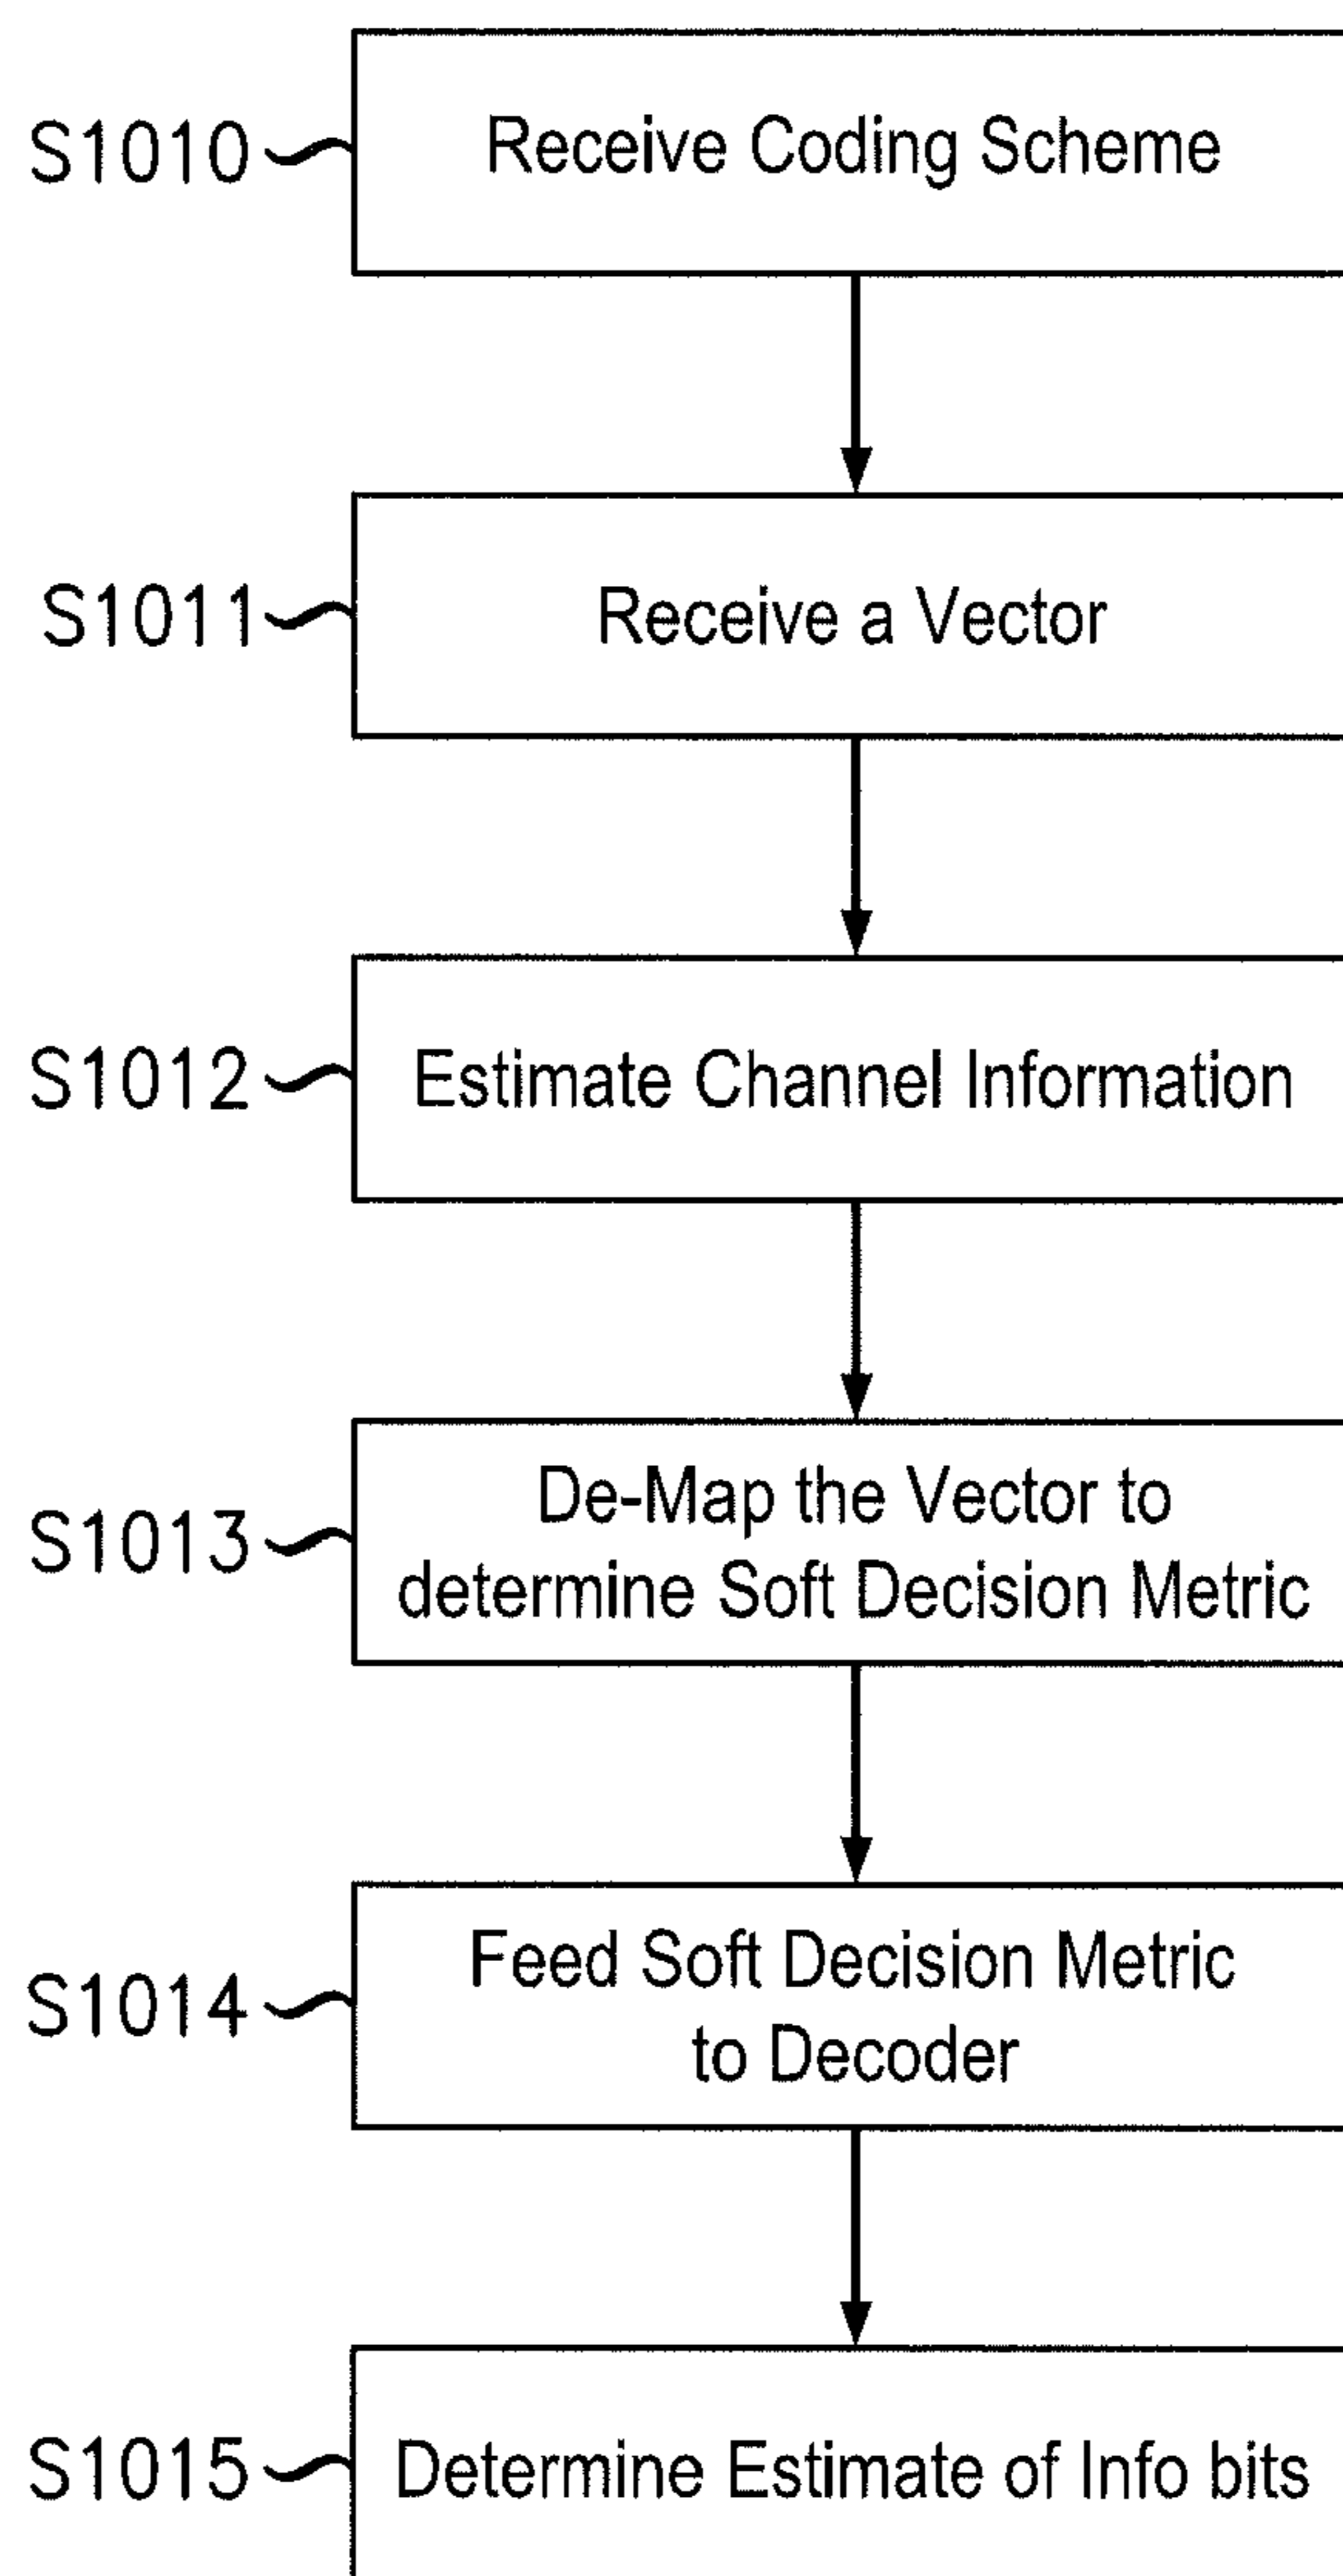 S1010
Receive Coding Scheme
S1011
Receive a Vector
S1012
Estimate Channel Information
S1013
De-Map the Vector to
determine Soft Decision Metric
S1014
Feed Soft Decision Metric
to Decoder
S1015
Determine Estimate of Info bits